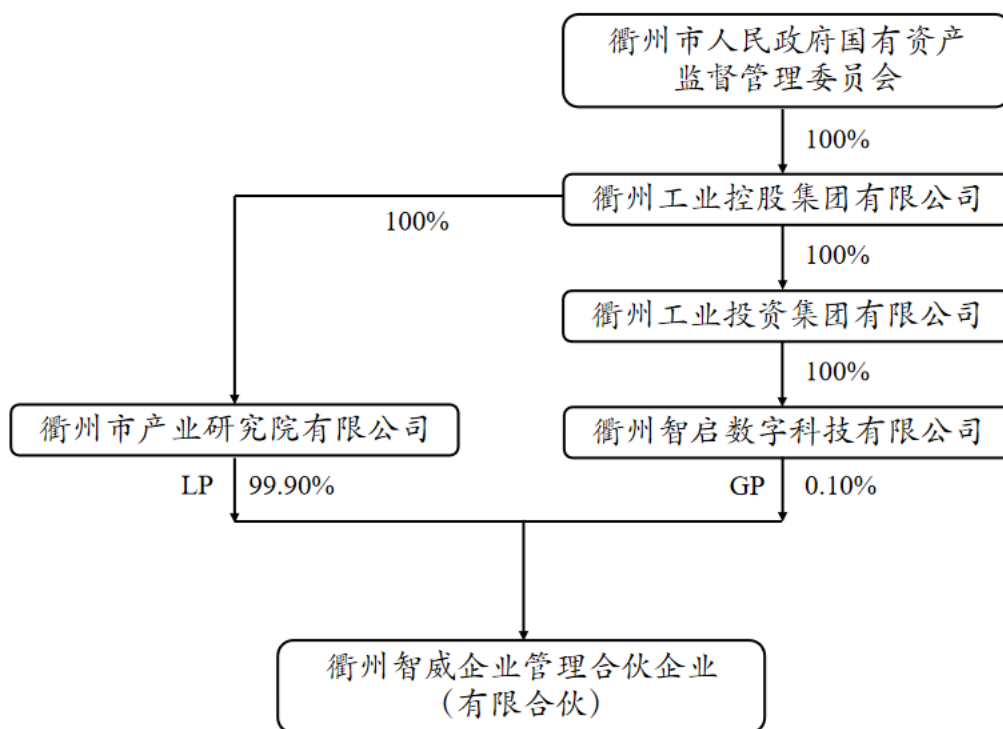 衢州市人民政府国有资产
监督管理委员会
100%
衢州工业控股集团有限公司
100%
100%
衢州工业投资集团有限公司
100%
衢州市产业研究院有限公司
衢州智启数字科技有限公司
LP 99.90%
GP 0.10%
衢州智威企业管理合伙企业
（有限合伙）